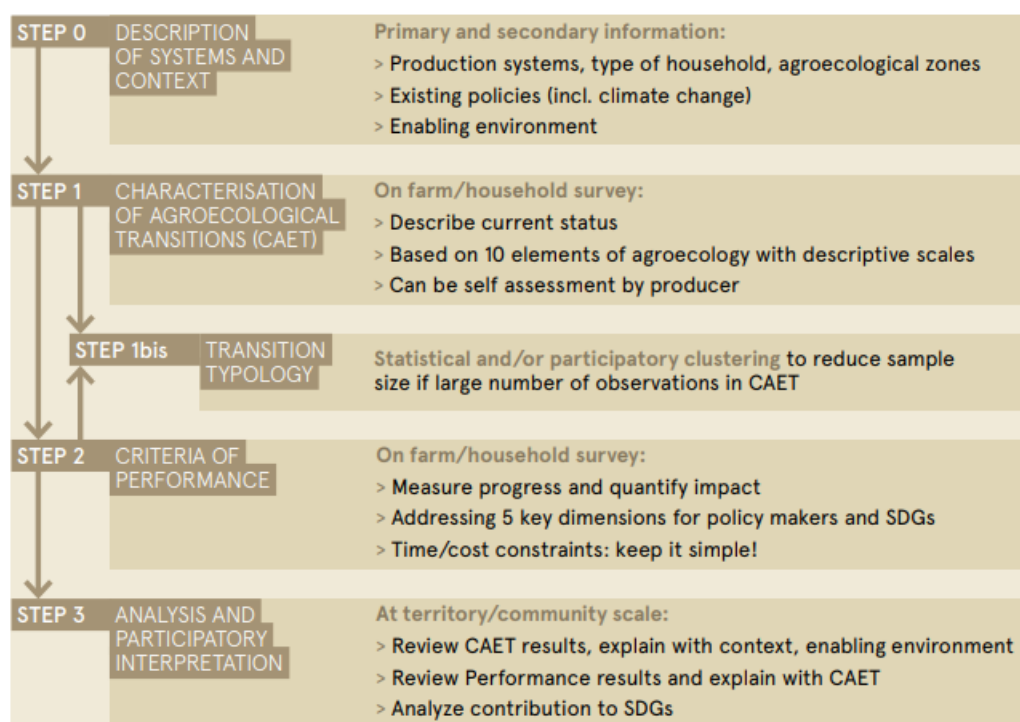 STEP 0
DESCRIPTION
OF SYSTEMS AND
CONTEXT
Primary and secondary information:
> Production systems, type of household, agroecological zones
> Existing policies (incl. climate change)
> Enabling environment
STEP 1
CHARACTERISATION
OF AGROECOLOGICAL
TRANSITIONS (CAET)
On farm/household survey:
> Describe current status
> Based on 10 elements of agroecology with descriptive scales
> Can be self assessment by producer
STEP 1bis
TRANSITION
TYPOLOGY
Statistical and/or participatory clustering to reduce sample
size if large number of observations in CAET
STEP 2
CRITERIA OF
PERFORMANCE
On farm/household survey:
> Measure progress and quantify impact
> Addressing 5 key dimensions for policy makers and SDGs
> Time/cost constraints: keep it simple!
STEP 3
ANALYSIS AND
PARTICIPATORY
INTERPRETATION
At territory/community scale:
> Review CAET results, explain with context, enabling environment
> Review Performance results and explain with CAET
> Analyze contribution to SDGs